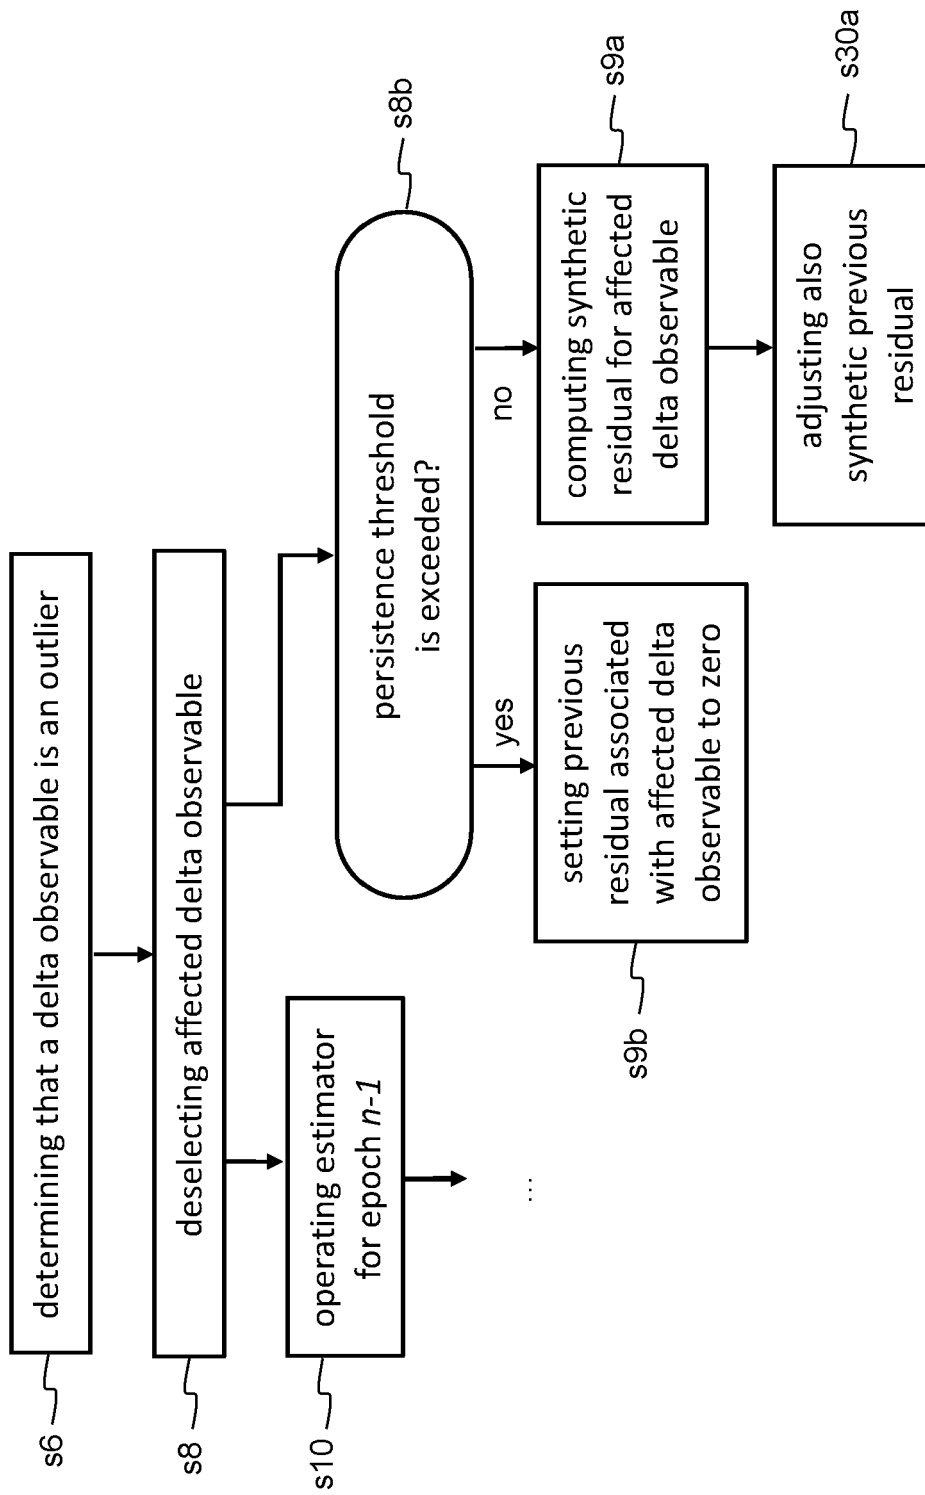 s6
determining that a delta observable is an outlier
s8
deselecting affected delta observable
s10
operating estimator
for epoch n-1
...
persistence threshold
is exceeded?
s8b
yes
no
s9b
setting previous
residual associated
with affected delta
observable to zero
computing synthetic
residual for affected
delta observable
s9a
adjusting also
synthetic previous
residual
s30a